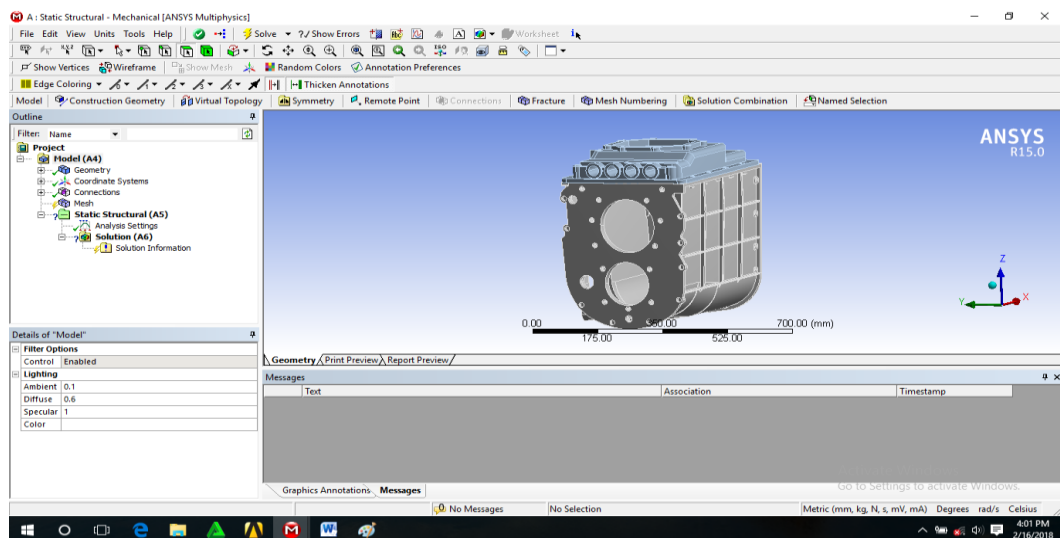 A : Static Structural - Mechanical [ANSYS Multiphysics]
File Edit View Units Tools Help Solve ?/ Show Errors Worksheet
Show Vertices Wireframe Show Mesh Random Colors Annotation Preferences
Edge Coloring Thicken Annotations
Model Construction Geometry Virtual Topology Symmetry Remote Point Connections Fracture Mesh Numbering Solution Combination Named Selection
Outline
Filter: Name
Project
Model (A4)
Geometry
Coordinate Systems
Connections
Mesh
Static Structural (A5)
Analysis Settings
Solution (A6)
Solution Information
ANSYS
R15.0
Z
Y
X
0.00 350.00 700.00 (mm)
175.00 525.00
Geometry Print Preview Report Preview
Details of "Model"
Filter Options
Control Enabled
Lighting
Ambient 0.1
Diffuse 0.6
Specular 1
Color
Messages
Text Association Timestamp
Go to Settings to activate Windows.
Graphics Annotations Messages
No Messages No Selection Metric (mm, kg, N, s, mV, mA) Degrees rad/s Celsius
4:01 PM
2/16/2018